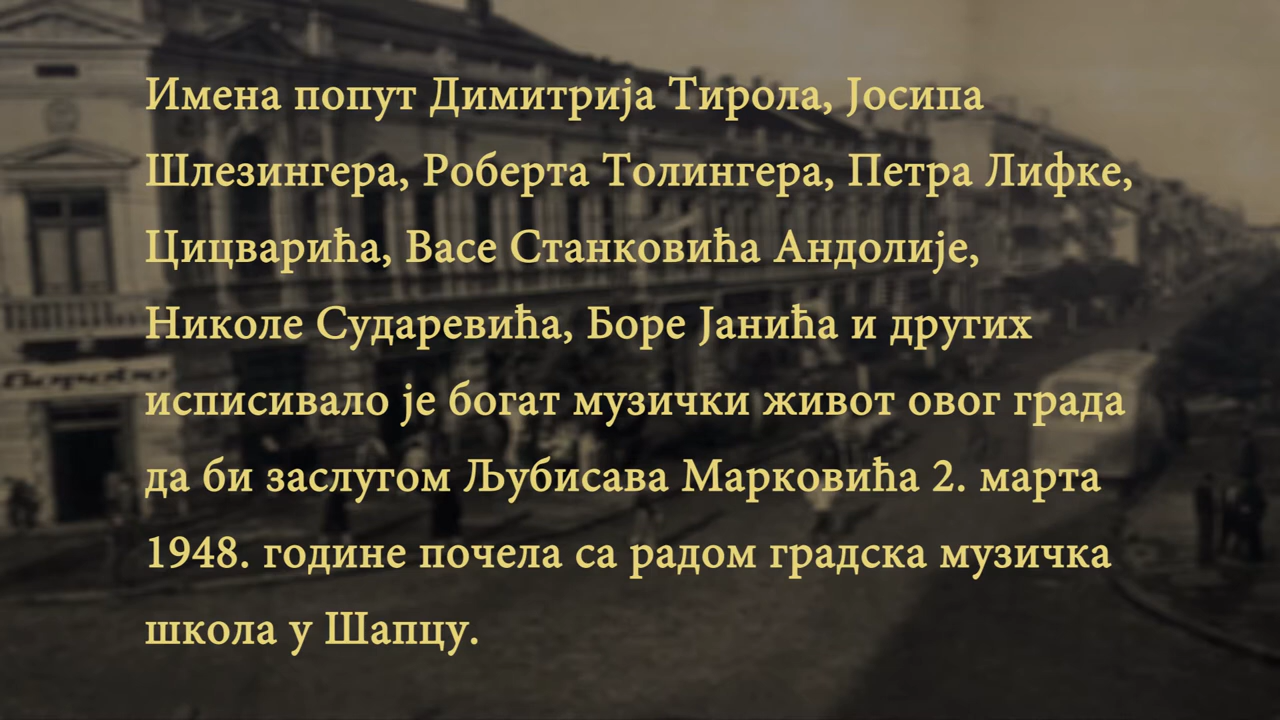 Имена попут Димитрија Тирола, Јосипа
Шлезингера, Роберта Толингера, Петра Лифке,
Цицварића, Васе Станковића Андолије,
Николе Сударевића, Боре Јанића и других
исписивало је богат музички живот овог града
да би заслугом Љубисава Марковића 2. марта
1948. године почела са радом градска музичка
школа у Шапцу.